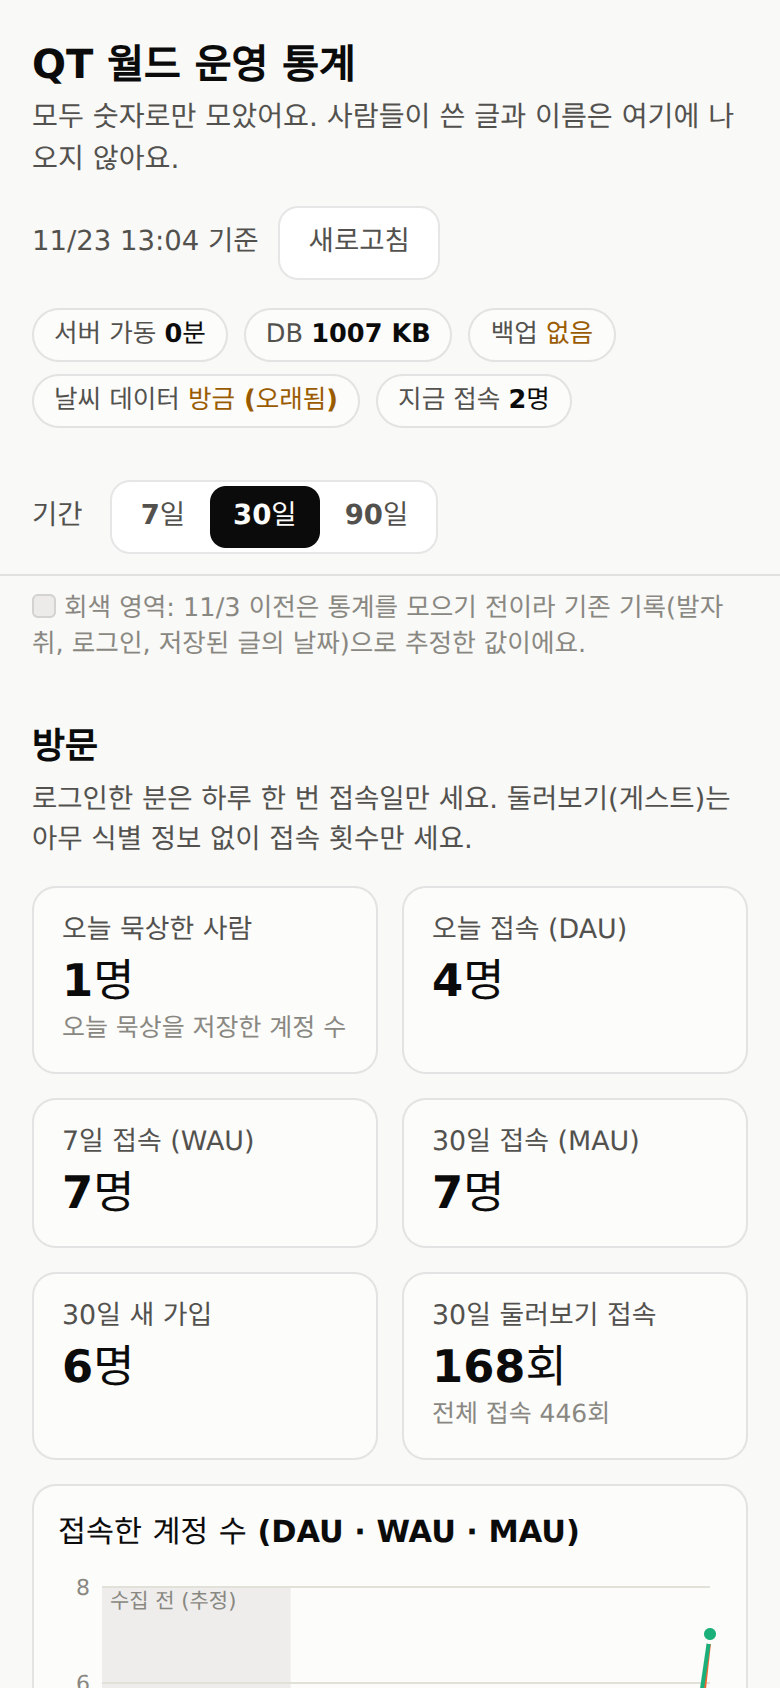 QT 월드 운영 통계
모두 숫자로만 모았어요. 사람들이 쓴 글과 이름은 여기에 나
오지 않아요.
11/23 13:04 기준 새로고침
서버 가동 0분 DB 1007 KB 백업 없음
날씨 데이터 방금 (오래됨) 지금 접속 2명
기간 7일 30일 90일
회색 영역: 11/3 이전은 통계를 모으기 전이라 기존 기록(발자
취, 로그인, 저장된 글의 날짜)으로 추정한 값이에요.
방문
로그인한 분은 하루 한 번 접속일만 세요. 둘러보기(게스트)는
아무 식별 정보 없이 접속 횟수만 세요.
오늘 묵상한 사람
1명
오늘 묵상을 저장한 계정 수
오늘 접속 (DAU)
4명
7일 접속 (WAU)
7명
30일 접속 (MAU)
7명
30일 새 가입
6명
30일 둘러보기 접속
168회
전체 접속 446회
접속한 계정 수 (DAU · WAU · MAU)
8
수집 전 (추정)
6